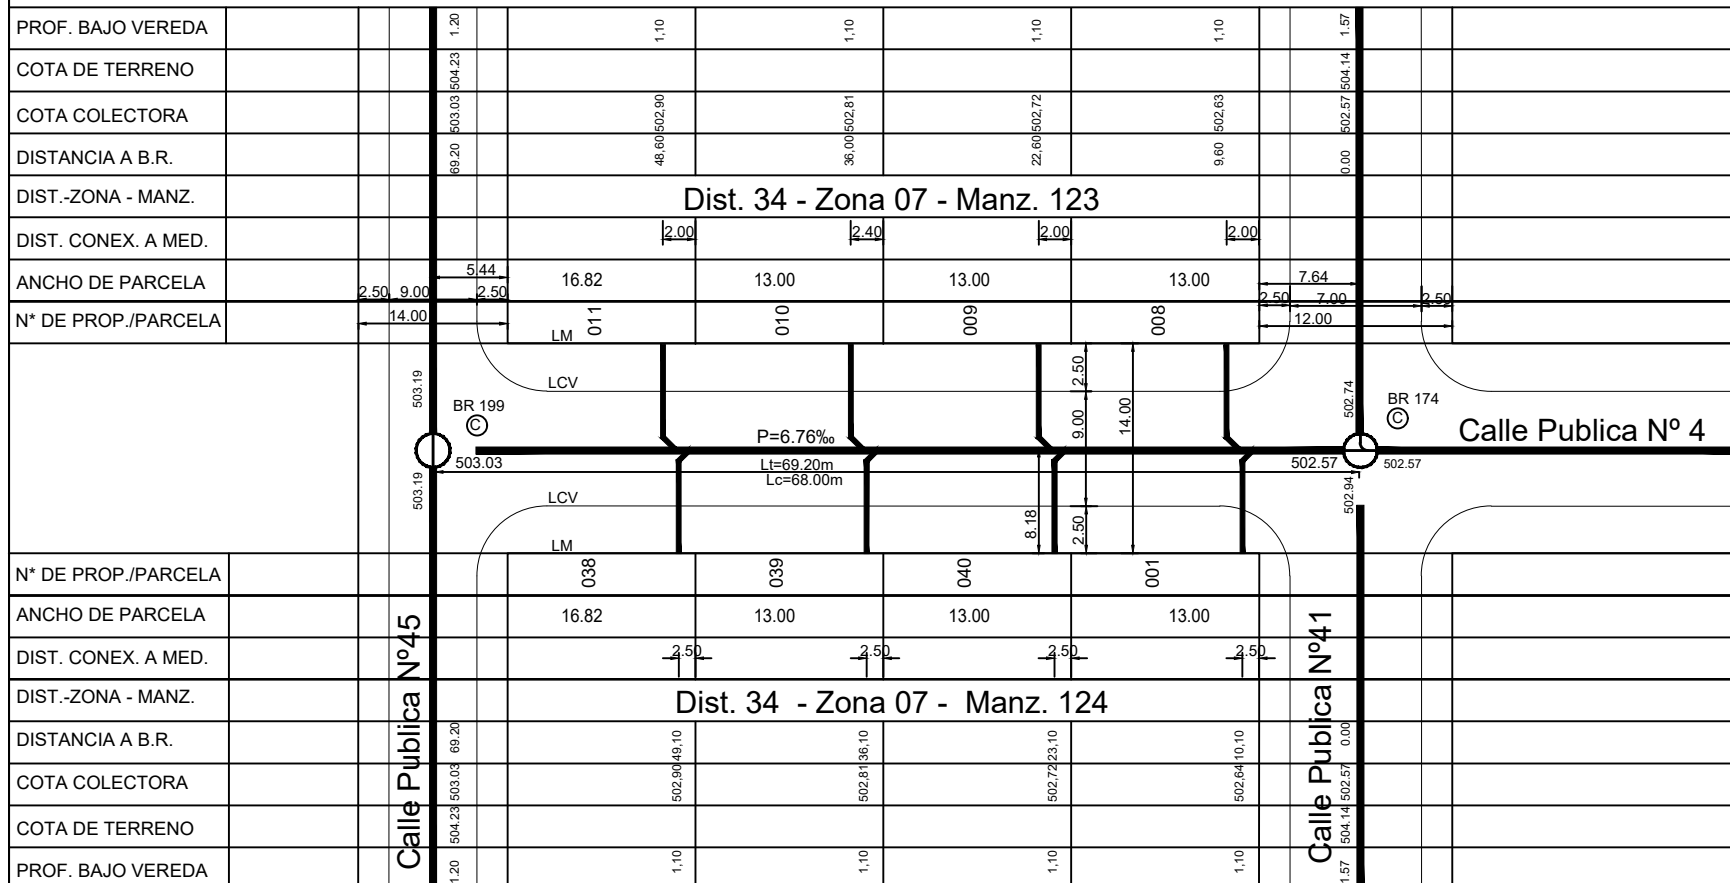 PROF. BAJO VEREDA 1.20 1,10 1,10 1,10 1,10 1.57
COTA DE TERRENO 504.23 504.14
COTA COLECTORA 503.03 502,90 502,81 502,72 502,63 502.57
DISTANCIA A B.R. 69.20 48,60 36,00 22,60 9,60 0.00
DIST.-ZONA - MANZ. Dist. 34 - Zona 07 - Manz. 123
DIST. CONEX. A MED. 2.00 2.40 2.00 2.00
5.44 7.64
ANCHO DE PARCELA 16.82 13.00 13.00 13.00
2.50 9.00 2.50 2.50 7.00 2.50
N* DE PROP./PARCELA 14.00 011 010 009 008 12.00
LM
503.19 LCV 2.50 502.74
BR 199 9.00 14.00 BR 174
C C
P=6.76‰ Calle Publica Nº 4
503.03 Lt=69.20m 502.57 502.57
Lc=68.00m
503.19 LCV 502.94
8.18 2.50
LM
N* DE PROP./PARCELA 038 039 040 001
ANCHO DE PARCELA 16.82 13.00 13.00 13.00
DIST. CONEX. A MED. 2.50 2.50 2.50 2.50
Calle Publica Nº45
Calle Publica Nº41
DIST.-ZONA - MANZ. Dist. 34 - Zona 07 - Manz. 124
DISTANCIA A B.R. 69.20 49,10 36,10 23,10 10,10 0.00
COTA COLECTORA 503.03 502,90 502,81 502,72 502,64 502.57
COTA DE TERRENO 504.23 504.14
PROF. BAJO VEREDA 1.20 1,10 1,10 1,10 1,10 1.57